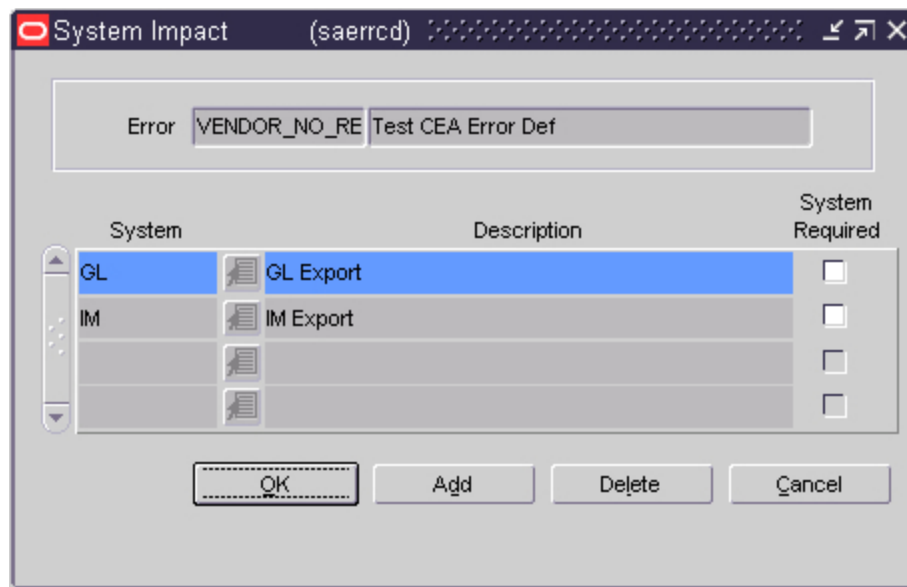 System Impact (saerrcd)
Error VENDOR_NO_RE Test CEA Error Def
System Description System Required
GL GL Export
IM IM Export
OK Add Delete Cancel